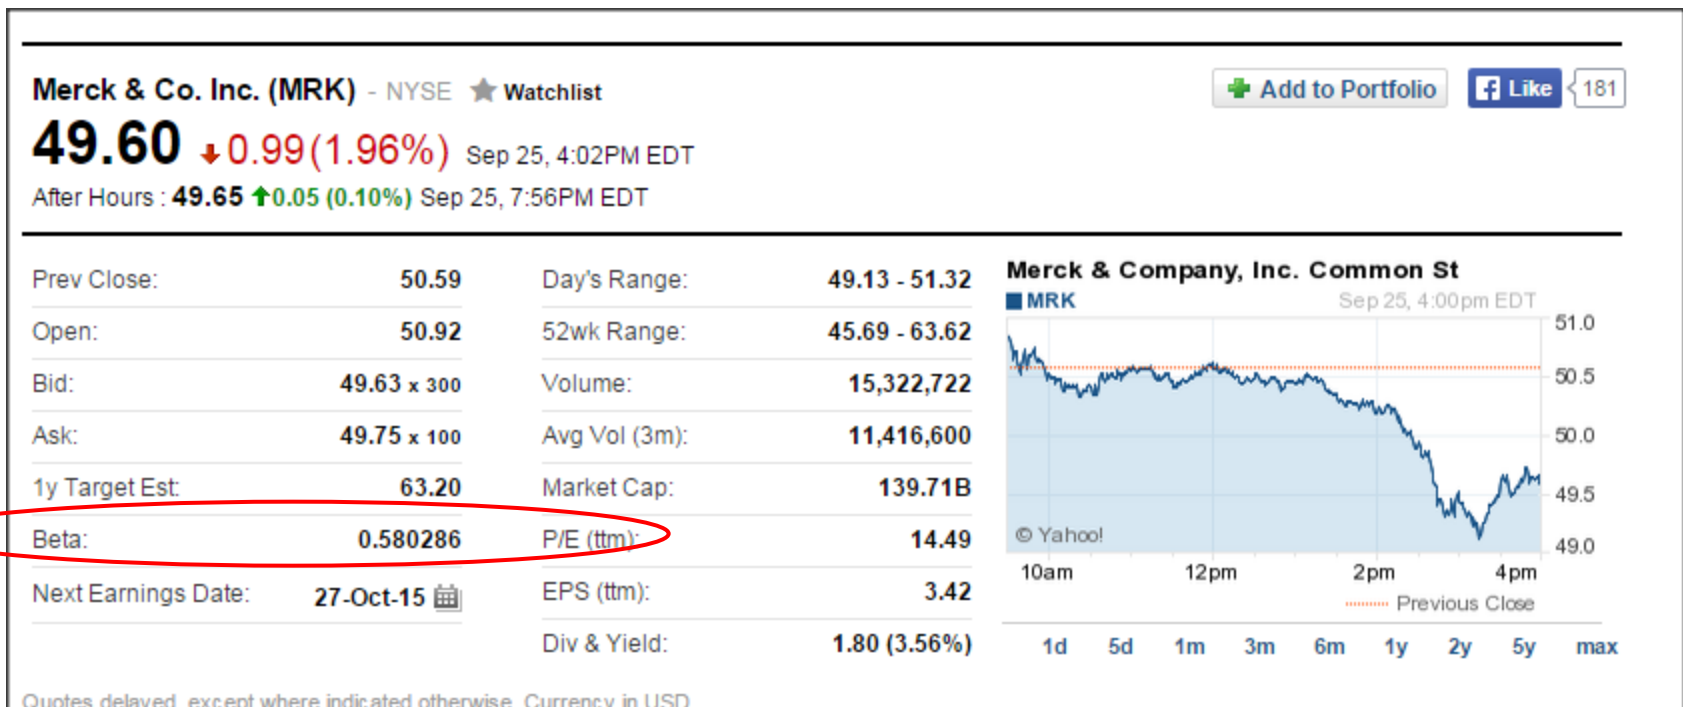 Merck & Co. Inc. (MRK) - NYSE Watchlist
Add to Portfolio
Like 181
49.60 0.99(1.96%) Sep 25, 4:02PM EDT
After Hours : 49.65 0.05 (0.10%) Sep 25, 7:56PM EDT
Prev Close: 50.59
Open: 50.92
Bid: 49.63 x 300
Ask: 49.75 x 100
1y Target Est: 63.20
Beta: 0.580286
Next Earnings Date: 27-Oct-15
Day's Range: 49.13 - 51.32
52wk Range: 45.69 - 63.62
Volume: 15,322,722
Avg Vol (3m): 11,416,600
Market Cap: 139.71B
P/E (ttm): 14.49
EPS (ttm): 3.42
Div & Yield: 1.80 (3.56%)
Merck & Company, Inc. Common St
MRK Sep 25, 4:00pm EDT
51.0
50.5
50.0
49.5
49.0
© Yahoo!
10am 12pm 2pm 4pm
Previous Close
1d 5d 1m 3m 6m 1y 2y 5y max
Quotes delayed, except where indicated otherwise. Currency in USD.